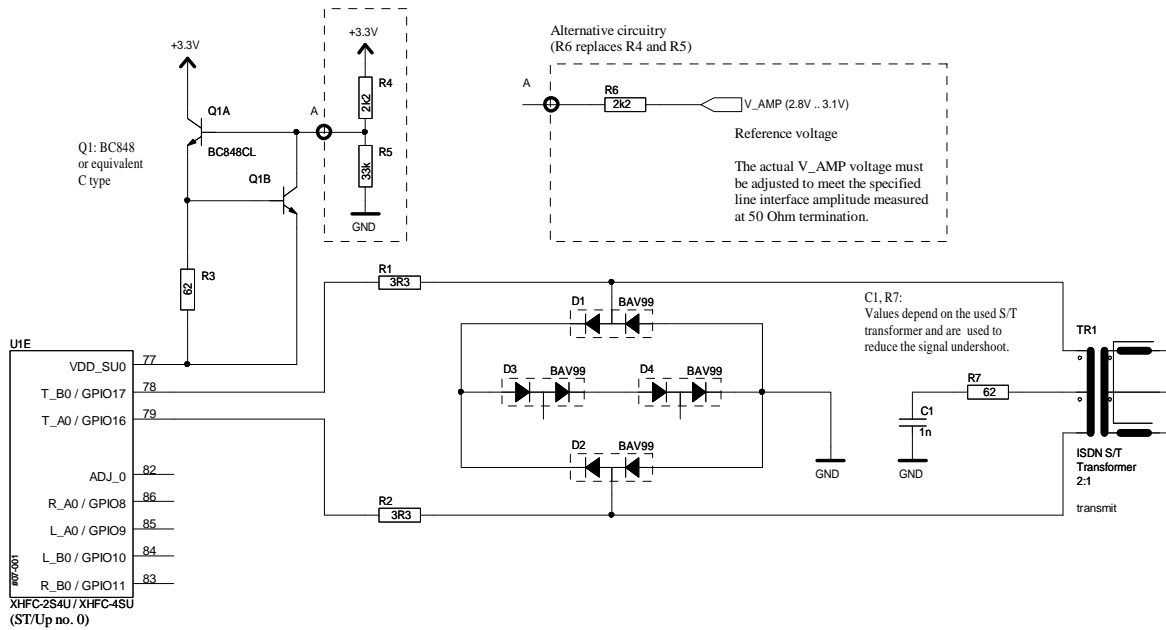 +3.3V
+3.3V
Alternative circuitry
(R6 replaces R4 and R5)
R4
2k2
A
R6
2k2
V_AMP (2.8V .. 3.1V)
Q1A
A
BC848CL
Q1: BC848
or equivalent
C type
R5
33k
Q1B
Reference voltage
The actual V_AMP voltage must
be adjusted to meet the specified
line interface amplitude measured
at 50 Ohm termination.
GND
R3
62
R1
3R3
D1
BAV99
C1, R7:
Values depend on the used S/T
transformer and are used to
reduce the signal undershoot.
TR1
U1E
VDD_SU0
77
T_B0 / GPIO17
78
T_A0 / GPIO16
79
D3
BAV99
D4
BAV99
R7
62
C1
1n
D2
BAV99
GND
GND
ISDN S/T
Transformer
2:1
transmit
ADJ_0
82
R_A0 / GPIO8
86
L_A0 / GPIO9
85
L_B0 / GPIO10
84
R_B0 / GPIO11
83
R2
3R3
#07-001
XHFC-2S4U / XHFC-4SU
(ST/Up no. 0)